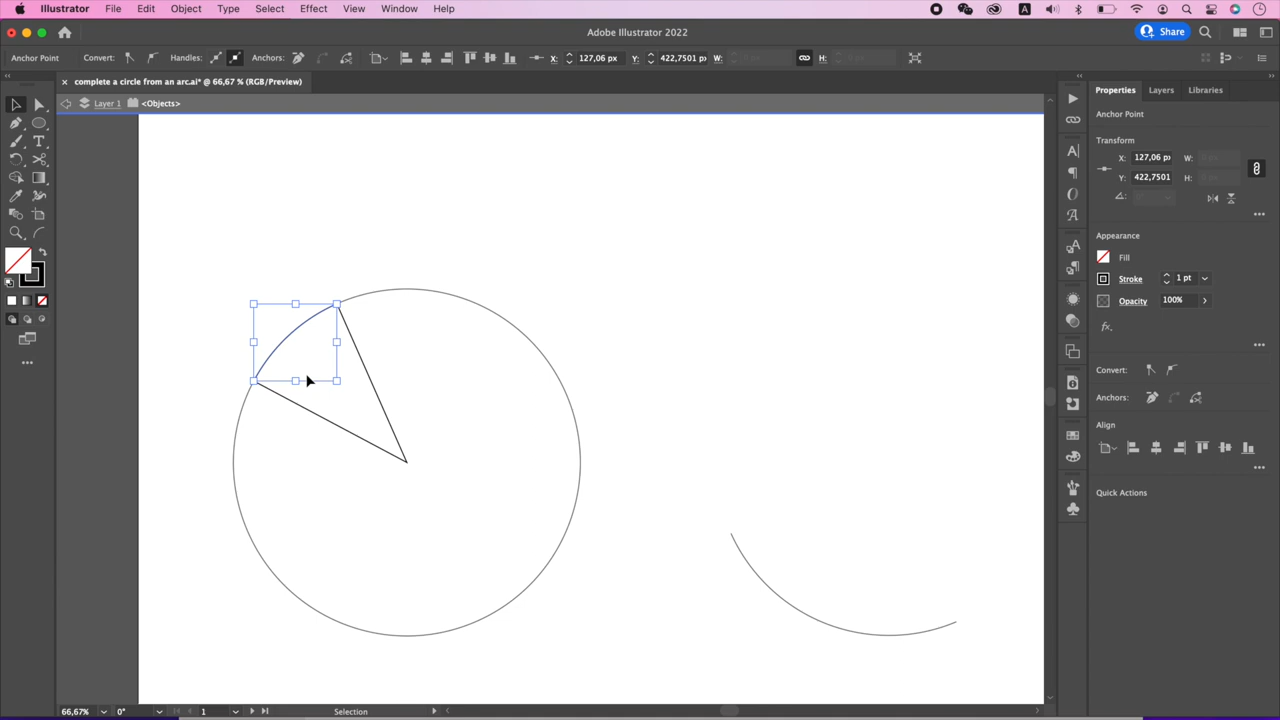 Illustrator File Edit Object Type Select Effect View Window Help
Adobe Illustrator 2022
Share
Anchor Point Convert: Handles: Anchors: X: 127,06 px Y: 422,7501 px W: H:
complete a circle from an arc.ai* @ 66,67 % (RGB/Preview)
Layer 1 <Objects>
Properties Layers Libraries
Anchor Point
Transform
X: 127,06 px W:
Y: 422,7501 H:
Appearance
Fill
Stroke 1 pt
Opacity 100%
Convert:
Anchors:
Align
Quick Actions
66,67% 0° 1 Selection